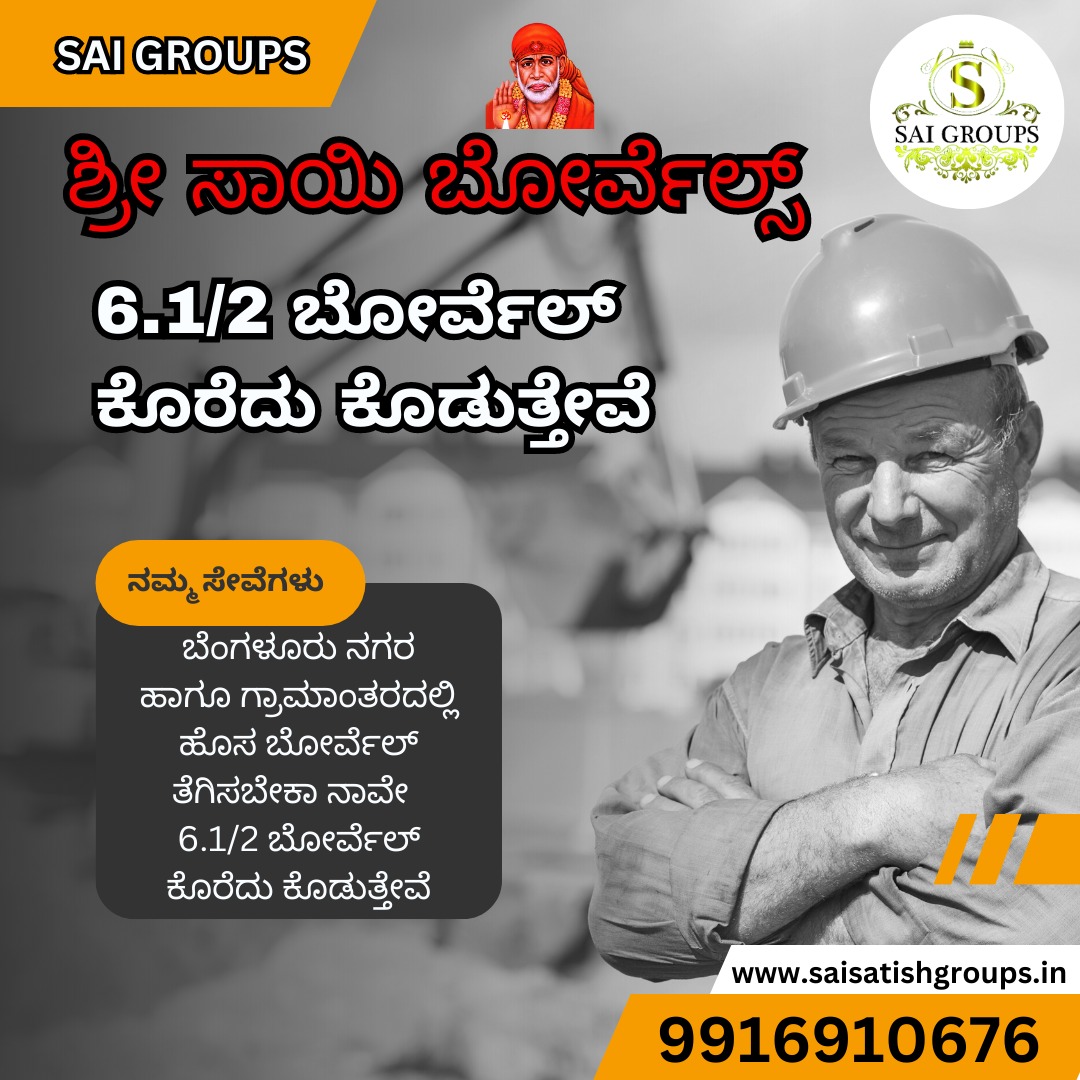 SAI GROUPS
S
SAI GROUPS
ಶ್ರೀ ಸಾಯಿ ಬೋರ್ವೆಲ್ಸ್
6.1/2 ಬೋರ್ವೆಲ್
ಕೊರೆದು ಕೊಡುತ್ತೇವೆ
ನಮ್ಮ ಸೇವೆಗಳು
ಬೆಂಗಳೂರು ನಗರ
ಹಾಗೂ ಗ್ರಾಮಾಂತರದಲ್ಲಿ
ಹೊಸ ಬೋರ್ವೆಲ್
ತೆಗಿಸಬೇಕಾ ನಾವೇ
6.1/2 ಬೋರ್ವೆಲ್
ಕೊರೆದು ಕೊಡುತ್ತೇವೆ
www.saisatishgroups.in
9916910676